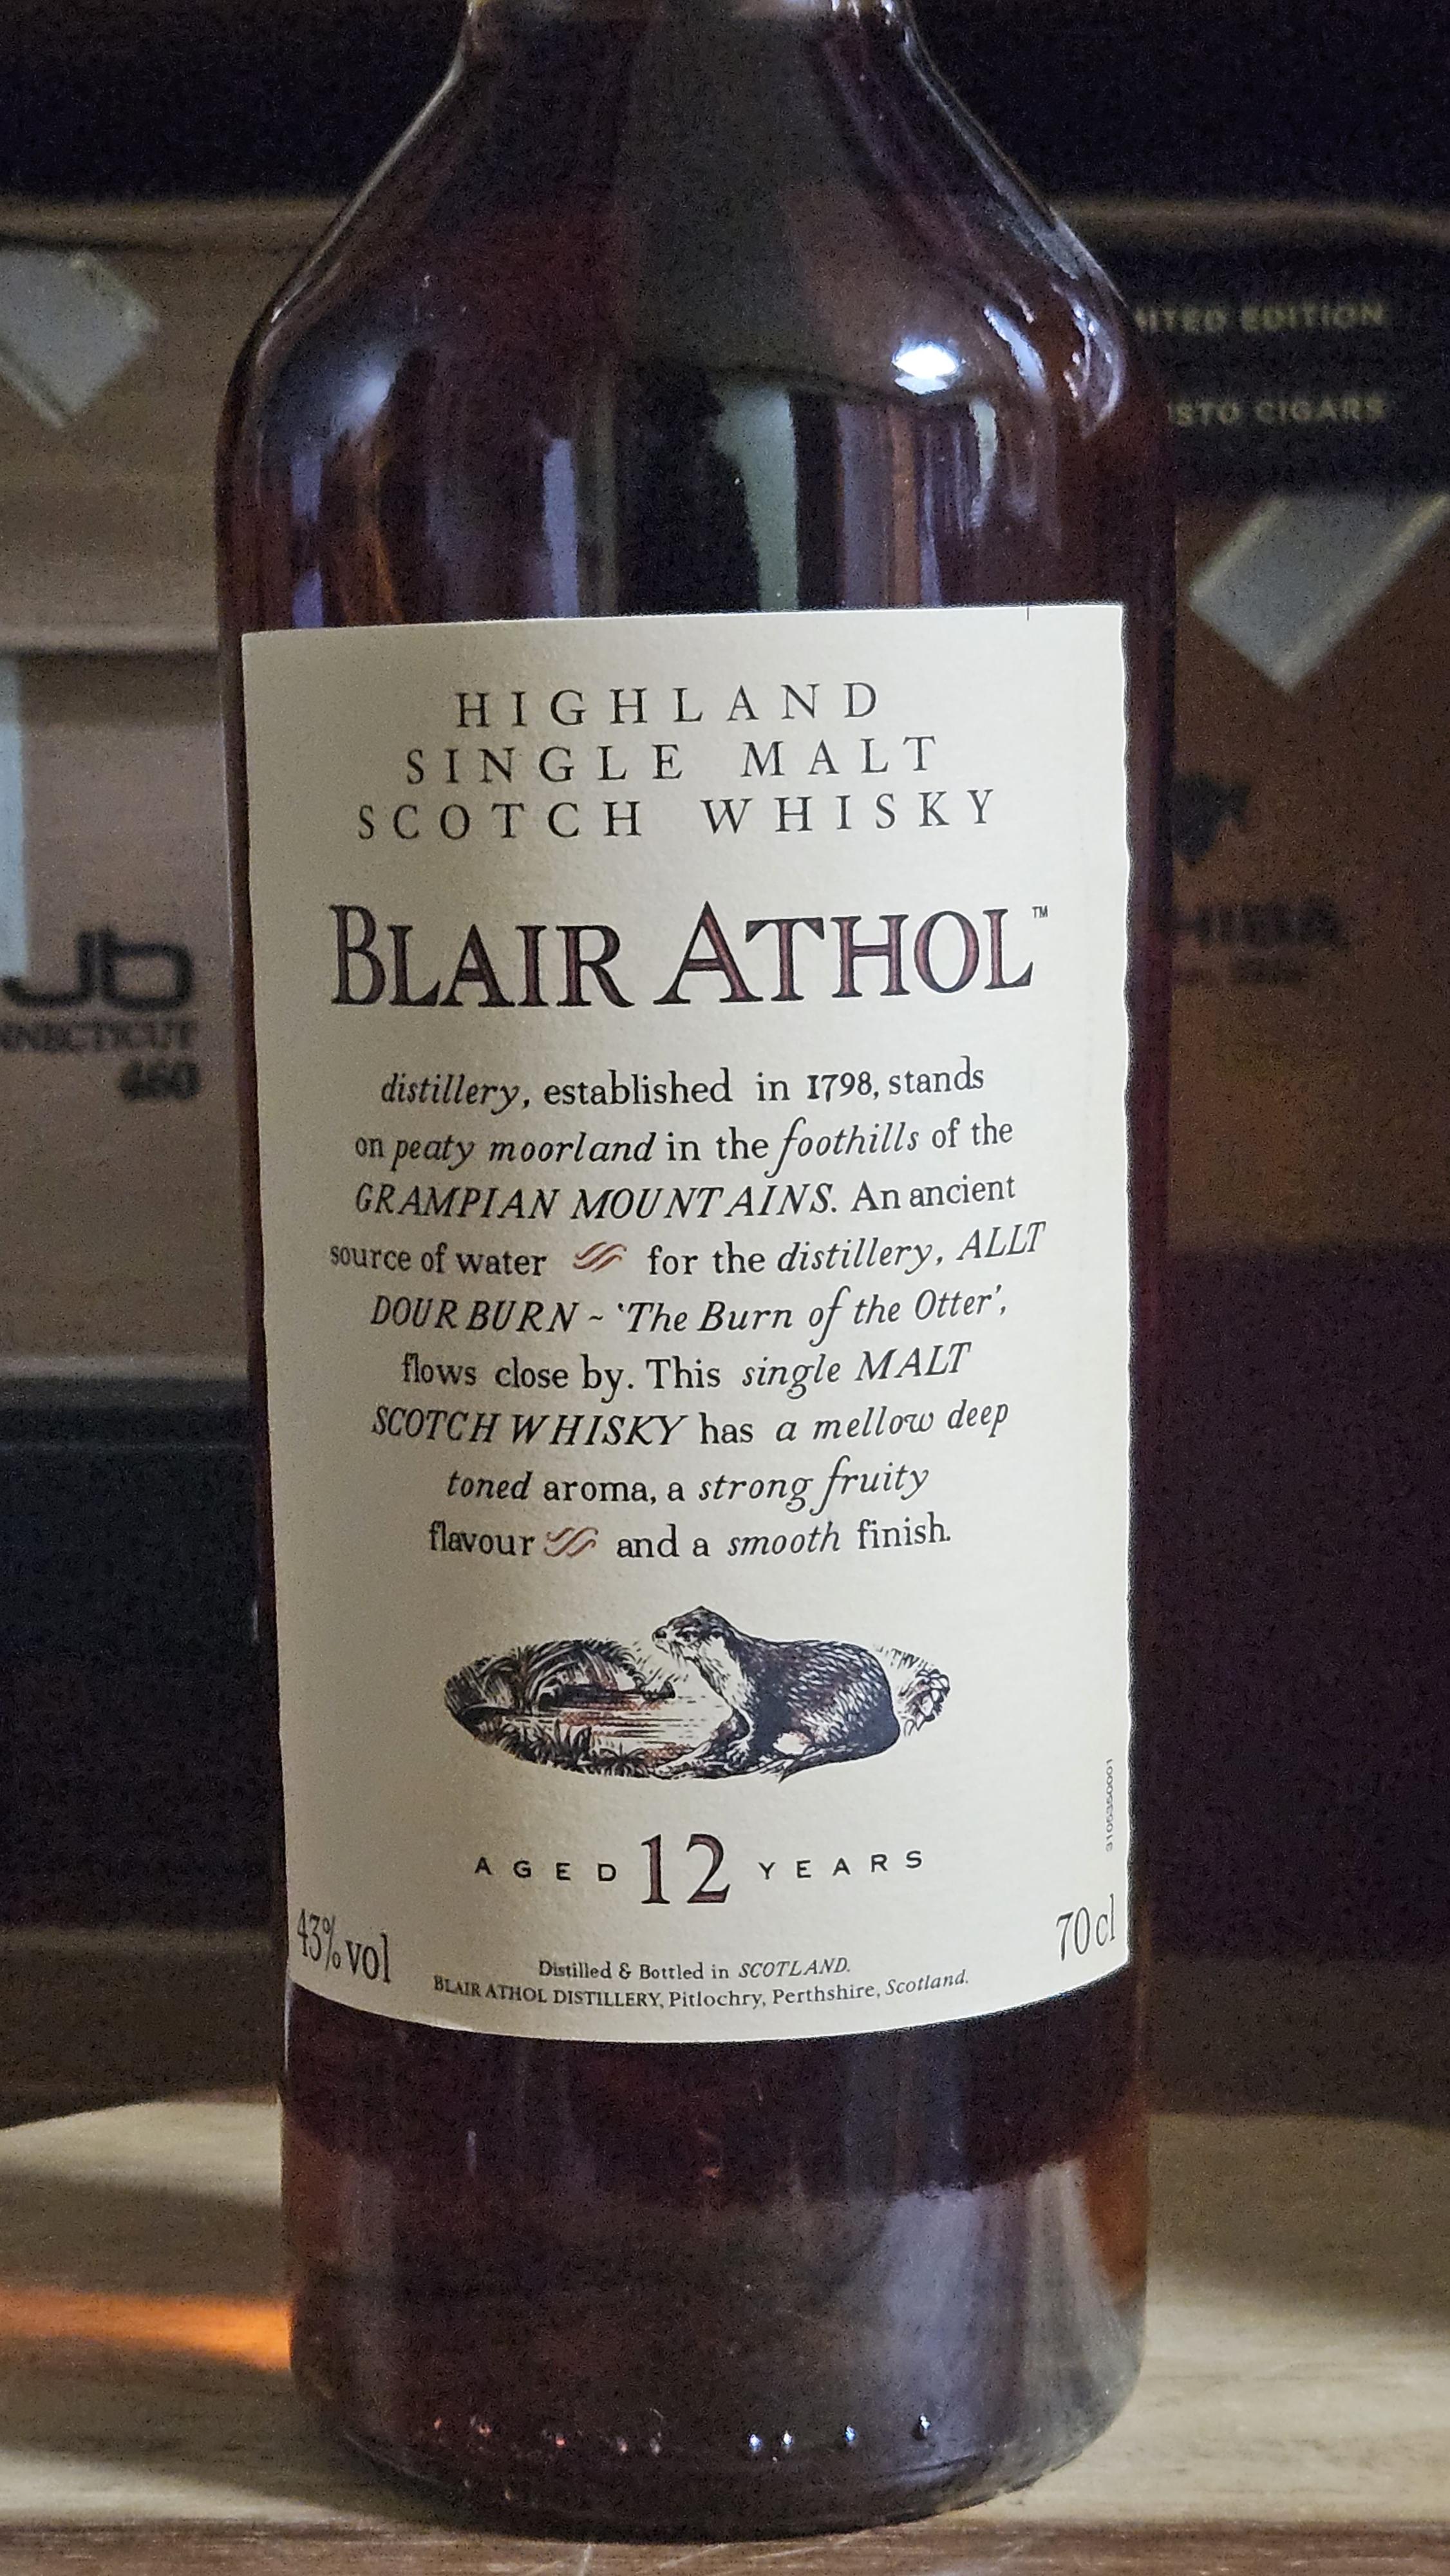 EDITION
CIGARS
HIGHLAND
SINGLE MALT
SCOTCH WHISKY
BLAIR ATHOL™
distillery, established in 1798, stands
on peaty moorland in the foothills of the
GRAMPIAN MOUNTAINS. An ancient
source of water for the distillery, ALLT
DOUR BURN ~ ‘The Burn of the Otter’,
flows close by. This single MALT
SCOTCH WHISKY has a mellow deep
toned aroma, a strong fruity
flavour and a smooth finish.
AGED 12 YEARS
43% vol
70 cl
Distilled & Bottled in SCOTLAND.
BLAIR ATHOL DISTILLERY, Pitlochry, Perthshire, Scotland.
Jb
460